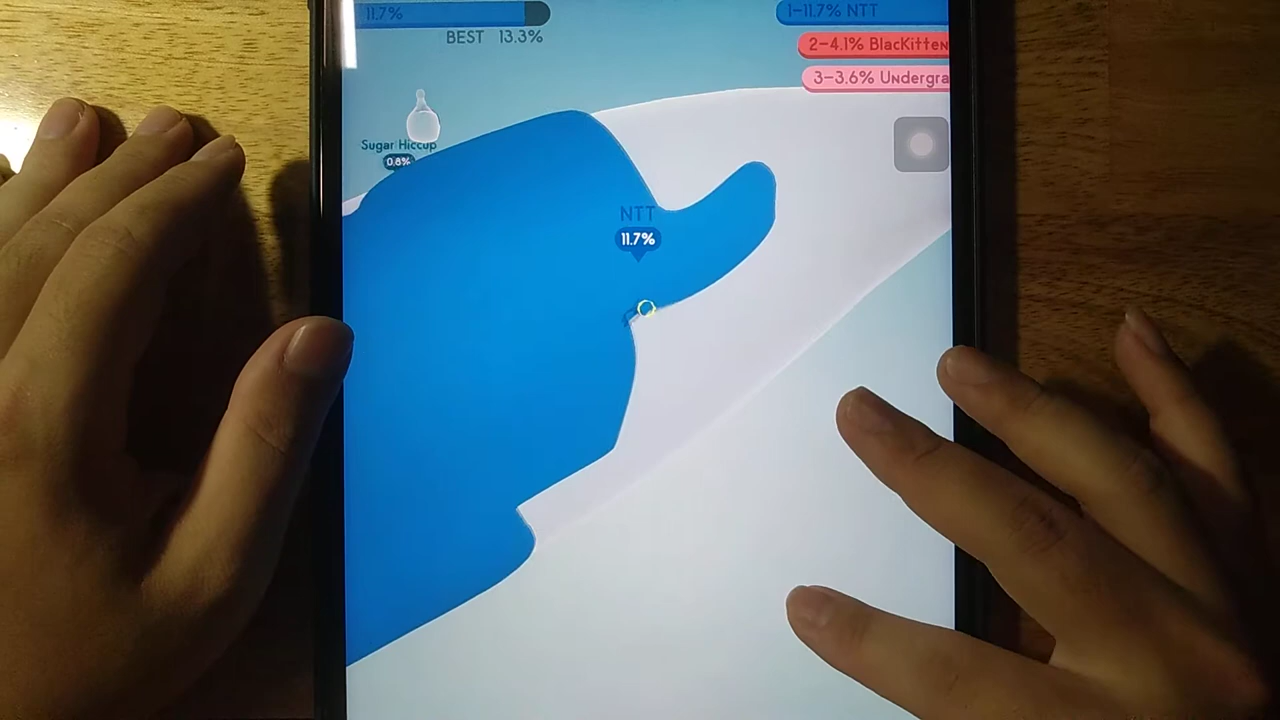 11.7%
BEST 13.3%
1-11.7% NTT
2-4.1% BlacKitten
3-3.6% Undergra
Sugar Hiccup
0.8%
NTT
11.7%